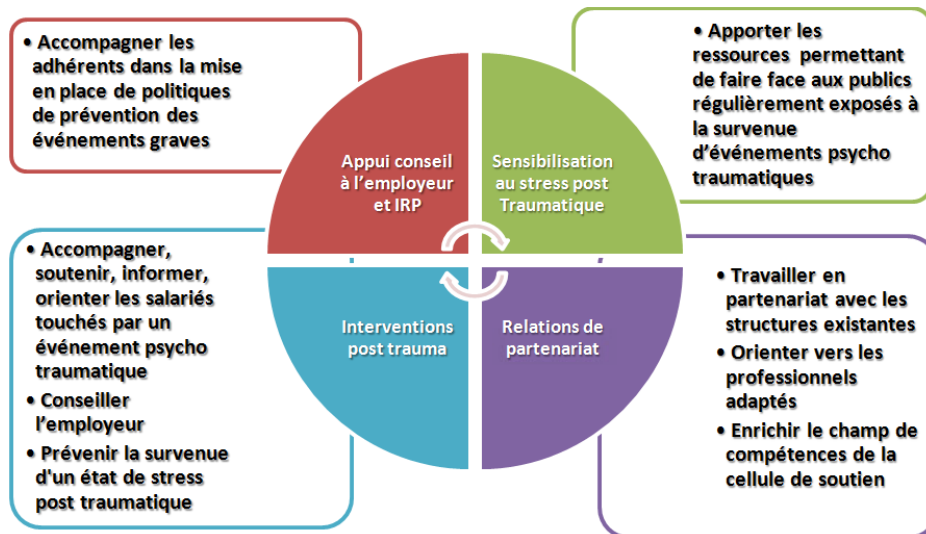 • Accompagner les
adhérents dans la mise
en place de politiques
de prévention des
événements graves
• Apporter les
ressources permettant
de faire face aux publics
régulièrement exposés à
la survenue
d'événements psycho
traumatiques
Appui conseil
à l'employeur
et IRP
Sensibilisation
au stress post
Traumatique
Interventions
post trauma
Relations de
partenariat
• Accompagner,
soutenir, informer,
orienter les salariés
touchés par un
événement psycho
traumatique
• Conseiller
l'employeur
• Prévenir la survenue
d'un état de stress
post traumatique
• Travailler en
partenariat avec les
structures existantes
• Orienter vers les
professionnels
adaptés
• Enrichir le champ de
compétences de la
cellule de soutien